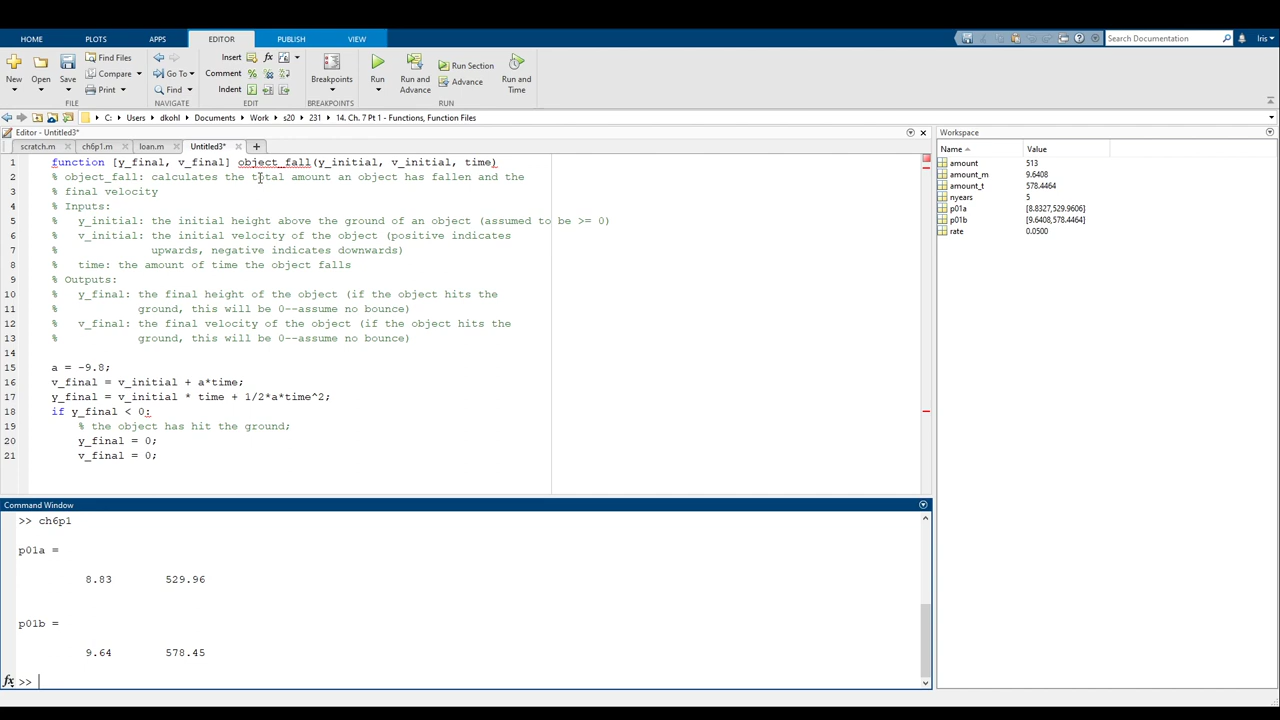 HOME PLOTS APPS EDITOR PUBLISH VIEW Search Documentation Iris
New Open Save Find Files Compare Print Go To Find Insert fx Comment Indent Breakpoints Run Run and Advance Run Section Advance Run and Time
FILE NAVIGATE EDIT BREAKPOINTS RUN
C: Users dkohl Documents Work s20 231 14. Ch. 7 Pt 1 - Functions, Function Files
Editor - Untitled3*
scratch.m ch6p1.m loan.m Untitled3* +
1 function [y_final, v_final] object_fall(y_initial, v_initial, time)
2 % object_fall: calculates total amount an object has fallen and the
3 % final velocity
4 % Inputs:
5 % y_initial: the initial height above the ground of an object (assumed to be >= 0)
6 % v_initial: the initial velocity of the object (positive indicates
7 % upwards, negative indicates downwards)
8 % time: the amount of time the object falls
9 % Outputs:
10 % y_final: the final height of the object (if the object hits the
11 % ground, this will be 0--assume no bounce)
12 % v_final: the final velocity of the object (if the object hits the
13 % ground, this will be 0--assume no bounce)
14
15 a = -9.8;
16 v_final = v_initial + a*time;
17 y_final = v_initial * time + 1/2*a*time^2;
18 if y_final < 0:
19 % the object has hit the ground;
20 y_final = 0;
21 v_final = 0;
Command Window
>> ch6p1
p01a =
8.83 529.96
p01b =
9.64 578.45
fx >>
Workspace
Name Value
amount 513
amount_m 9.6408
amount_t 578.4464
nyears 5
p01a [8.8327,529.9606]
p01b [9.6408,578.4464]
rate 0.0500